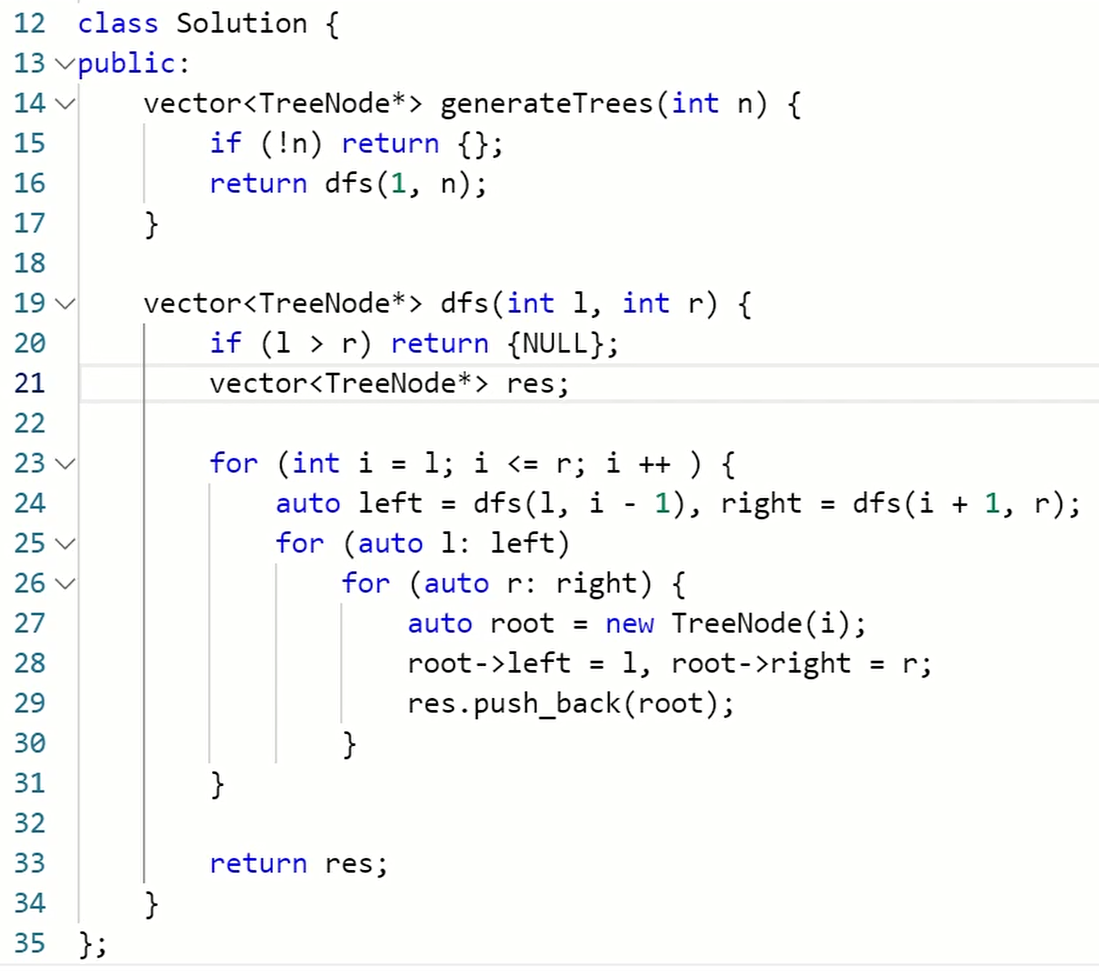 12 class Solution {
13 public:
14     vector<TreeNode*> generateTrees(int n) {
15         if (!n) return {};
16         return dfs(1, n);
17     }
18
19     vector<TreeNode*> dfs(int l, int r) {
20         if (l > r) return {NULL};
21         vector<TreeNode*> res;
22
23         for (int i = l; i <= r; i ++ ) {
24             auto left = dfs(l, i - 1), right = dfs(i + 1, r);
25             for (auto l: left)
26                 for (auto r: right) {
27                     auto root = new TreeNode(i);
28                     root->left = l, root->right = r;
29                     res.push_back(root);
30                 }
31         }
32
33         return res;
34     }
35 };